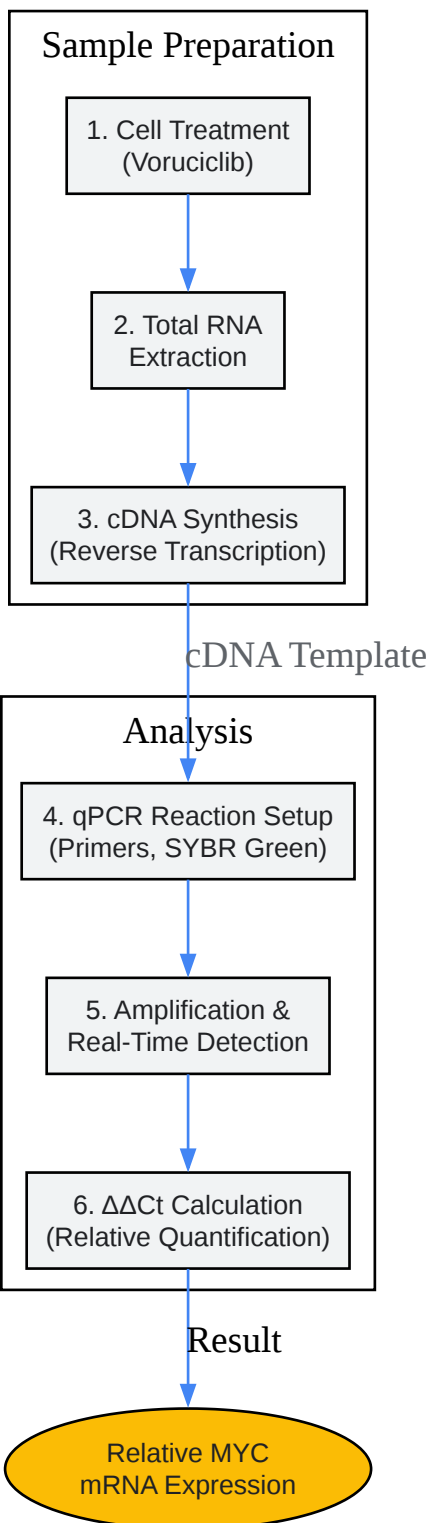 Sample Preparation
1. Cell Treatment
(Voruciclib)
2. Total RNA
Extraction
3. cDNA Synthesis
(Reverse Transcription)
cDNA Template
Analysis
4. qPCR Reaction Setup
(Primers, SYBR Green)
5. Amplification &
Real-Time Detection
6. ΔΔCt Calculation
(Relative Quantification)
Result
Relative MYC
mRNA Expression